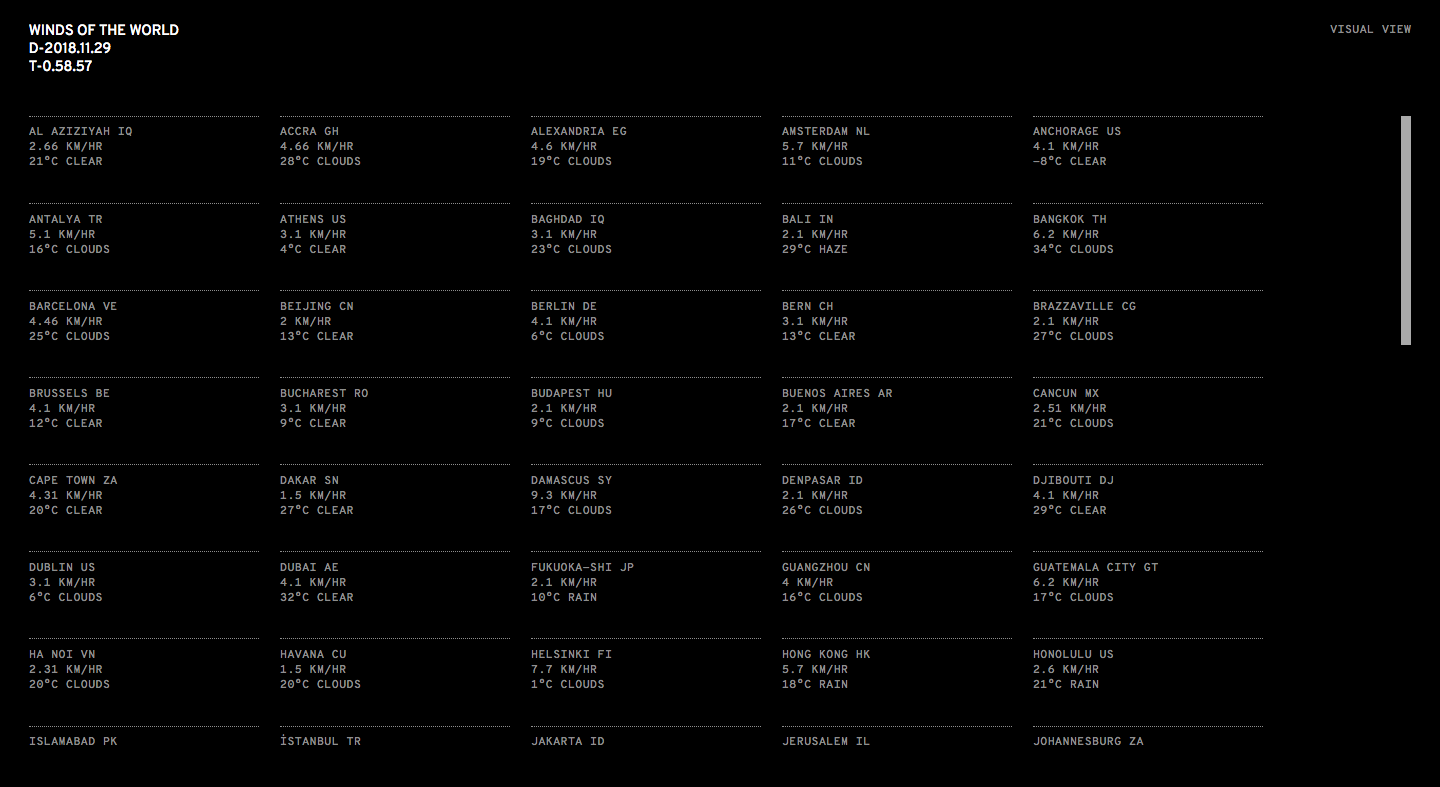 WINDS OF THE WORLD
D-2018.11.29
T-0.58.57
VISUAL VIEW
AL AZIZIYAH IQ
2.66 KM/HR
21°C CLEAR
ACCRA GH
4.66 KM/HR
28°C CLOUDS
ALEXANDRIA EG
4.6 KM/HR
19°C CLOUDS
AMSTERDAM NL
5.7 KM/HR
11°C CLOUDS
ANCHORAGE US
4.1 KM/HR
–8°C CLEAR
ANTALYA TR
5.1 KM/HR
16°C CLOUDS
ATHENS US
3.1 KM/HR
4°C CLEAR
BAGHDAD IQ
3.1 KM/HR
23°C CLOUDS
BALI IN
2.1 KM/HR
29°C HAZE
BANGKOK TH
6.2 KM/HR
34°C CLOUDS
BARCELONA VE
4.46 KM/HR
25°C CLOUDS
BEIJING CN
2 KM/HR
13°C CLEAR
BERLIN DE
4.1 KM/HR
6°C CLOUDS
BERN CH
3.1 KM/HR
13°C CLEAR
BRAZZAVILLE CG
2.1 KM/HR
27°C CLOUDS
BRUSSELS BE
4.1 KM/HR
12°C CLEAR
BUCHAREST RO
3.1 KM/HR
9°C CLEAR
BUDAPEST HU
2.1 KM/HR
9°C CLOUDS
BUENOS AIRES AR
2.1 KM/HR
17°C CLEAR
CANCUN MX
2.51 KM/HR
21°C CLOUDS
CAPE TOWN ZA
4.31 KM/HR
20°C CLEAR
DAKAR SN
1.5 KM/HR
27°C CLEAR
DAMASCUS SY
9.3 KM/HR
17°C CLOUDS
DENPASAR ID
2.1 KM/HR
26°C CLOUDS
DJIBOUTI DJ
4.1 KM/HR
29°C CLEAR
DUBLIN US
3.1 KM/HR
6°C CLOUDS
DUBAI AE
4.1 KM/HR
32°C CLEAR
FUKUOKA–SHI JP
2.1 KM/HR
10°C RAIN
GUANGZHOU CN
4 KM/HR
16°C CLOUDS
GUATEMALA CITY GT
6.2 KM/HR
17°C CLOUDS
HA NOI VN
2.31 KM/HR
20°C CLOUDS
HAVANA CU
1.5 KM/HR
20°C CLOUDS
HELSINKI FI
7.7 KM/HR
1°C CLOUDS
HONG KONG HK
5.7 KM/HR
18°C RAIN
HONOLULU US
2.6 KM/HR
21°C RAIN
ISLAMABAD PK
İSTANBUL TR
JAKARTA ID
JERUSALEM IL
JOHANNESBURG ZA